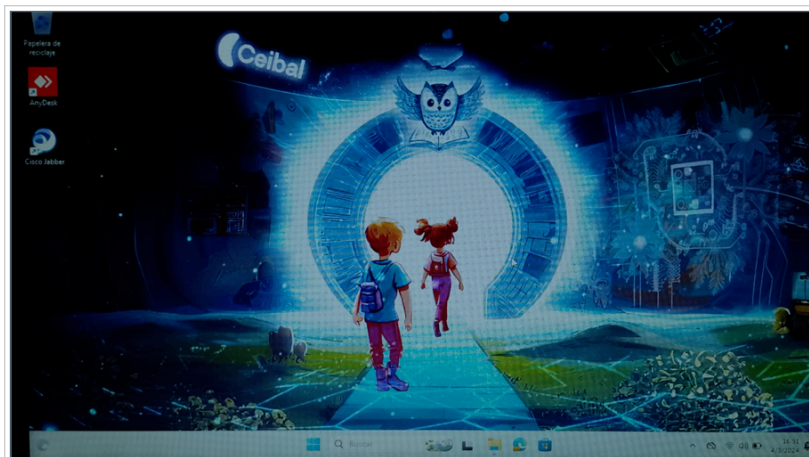 Papelera de
reciclaje
AnyDesk
Cisco Jabber
Ceibal
Buscar